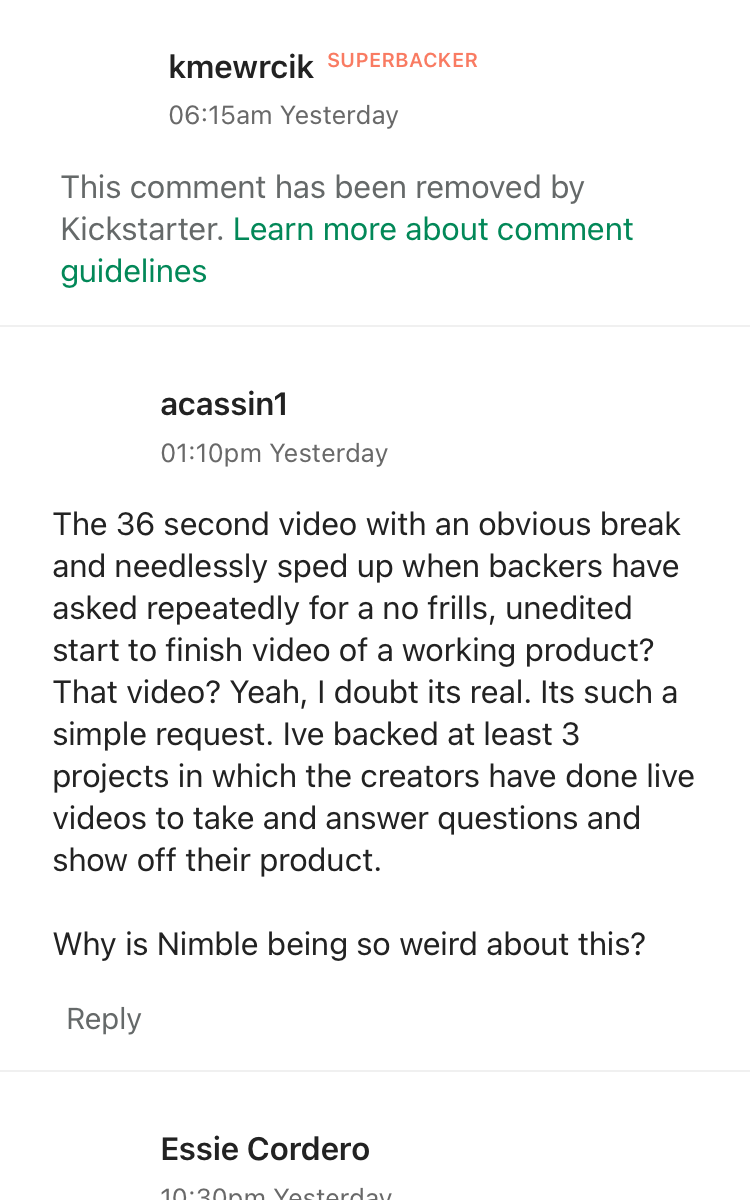 kmewrcik SUPERBACKER
06:15am Yesterday
This comment has been removed by
Kickstarter. Learn more about comment
guidelines
acassin1
01:10pm Yesterday
The 36 second video with an obvious break
and needlessly sped up when backers have
asked repeatedly for a no frills, unedited
start to finish video of a working product?
That video? Yeah, I doubt its real. Its such a
simple request. Ive backed at least 3
projects in which the creators have done live
videos to take and answer questions and
show off their product.
Why is Nimble being so weird about this?
Reply
Essie Cordero
10:30pm Yesterday